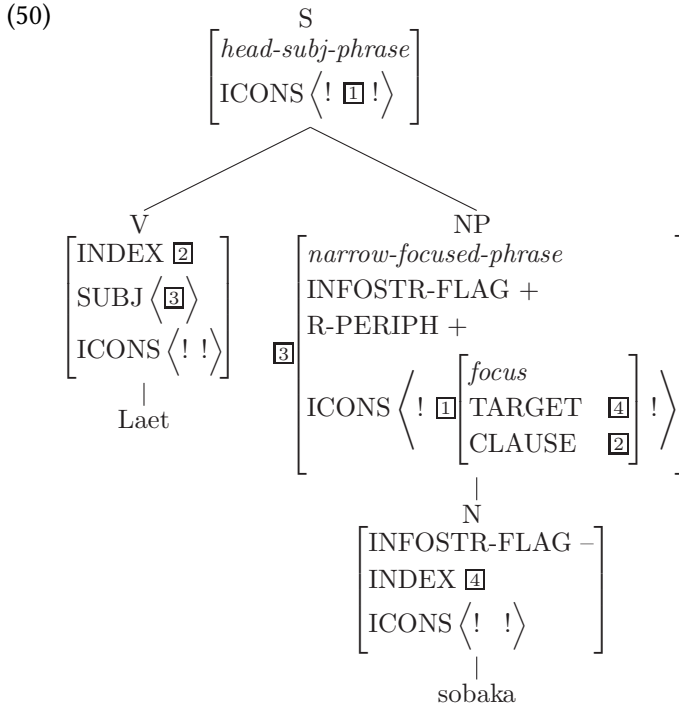 (50)
S
head-subj-phrase
ICONS ⟨! 1 !⟩
V
INDEX 2
SUBJ ⟨3⟩
ICONS ⟨! !⟩
Laet
NP
3
narrow-focused-phrase
INFOSTR-FLAG +
R-PERIPH +
ICONS ⟨! 1 [focus
TARGET 4
CLAUSE 2] !⟩
N
INFOSTR-FLAG –
INDEX 4
ICONS ⟨! !⟩
sobaka